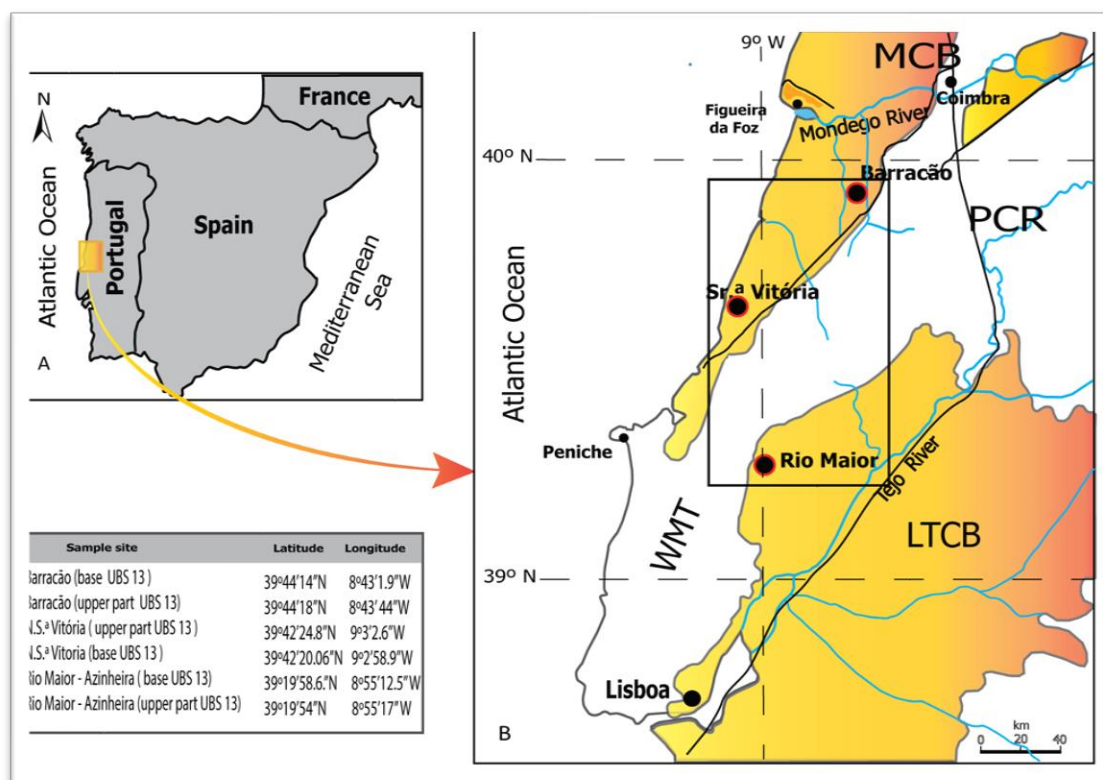 N
France
Atlantic Ocean
Portugal
Spain
Mediterranean
Sea
A
Sample site Latitude Longitude
Barracão (base UBS 13 ) 39º44'14"N 8º43'1.9"W
Barracão (upper part UBS 13) 39º44'18"N 8º43'44"W
N.S.ª Vitória ( upper part UBS 13 ) 39º42'24.8"N 9º3'2.6"W
N.S.ª Vitoria (base UBS 13 ) 39º42'20.06"N 9º2'58.9"W
Rio Maior - Azinheira ( base UBS 13) 39º19'58.6."N 8º55'12.5"W
Rio Maior - Azinheira (upper part UBS 13) 39º19'54"N 8º55'17"W
9º W
MCB
Coimbra
Figueira
da Foz
Mondego River
40º N
Barracão
PCR
Sr.ª Vitória
Atlantic Ocean
Peniche
Rio Maior
Tejo River
WMT
LTCB
39º N
Lisboa
B
km
0 20 40